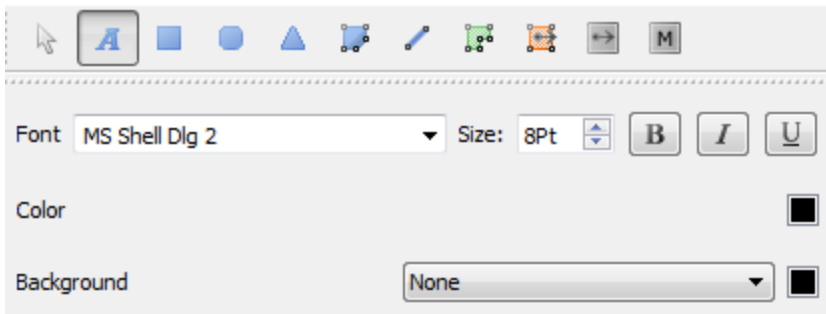 A M
Font MS Shell Dlg 2 Size: 8Pt B I U
Color
Background None